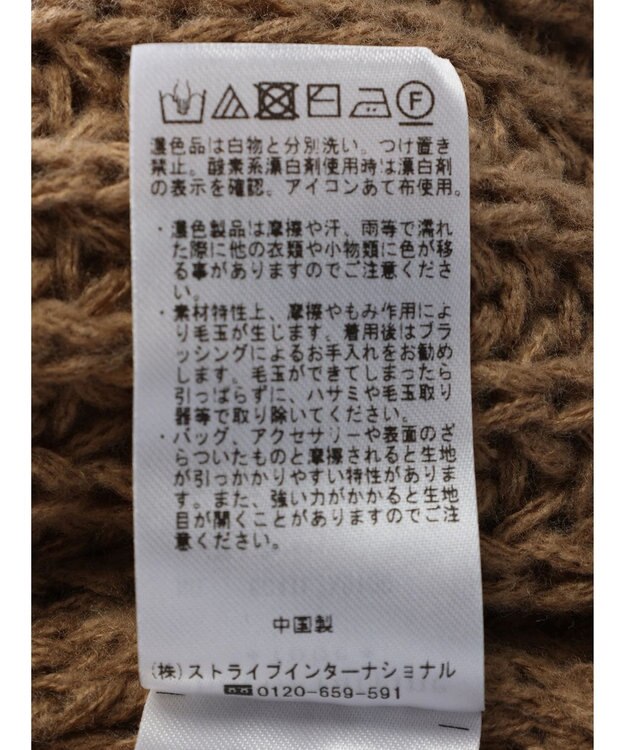 F
濃色品は白物と分別洗い。つけ置き
禁止。酸素系漂白剤使用時は漂白剤
の表示を確認。アイコンあて布使用。
・濃色製品は摩擦や汗、雨等で濡れ
た際に他の衣類や小物類に色が移
る事がありますのでご注意くださ
い。
・素材特性上、摩擦やもみ作用によ
り毛玉が生じます。着用後はブラ
ッシングによるお手入れをお勧め
します。毛玉ができてしまったら
引っぱらずに、ハサミや毛玉取り
器等で取り除いてください。
・バッグ、アクセサリーや表面のざ
らついたものと摩擦されると生地
が引っかかりやすい特性がありま
す。また、強い力がかかると生地
目が開くことがありますのでご注
意ください。
中国製
(株)ストライプインターナショナル
0120-659-591